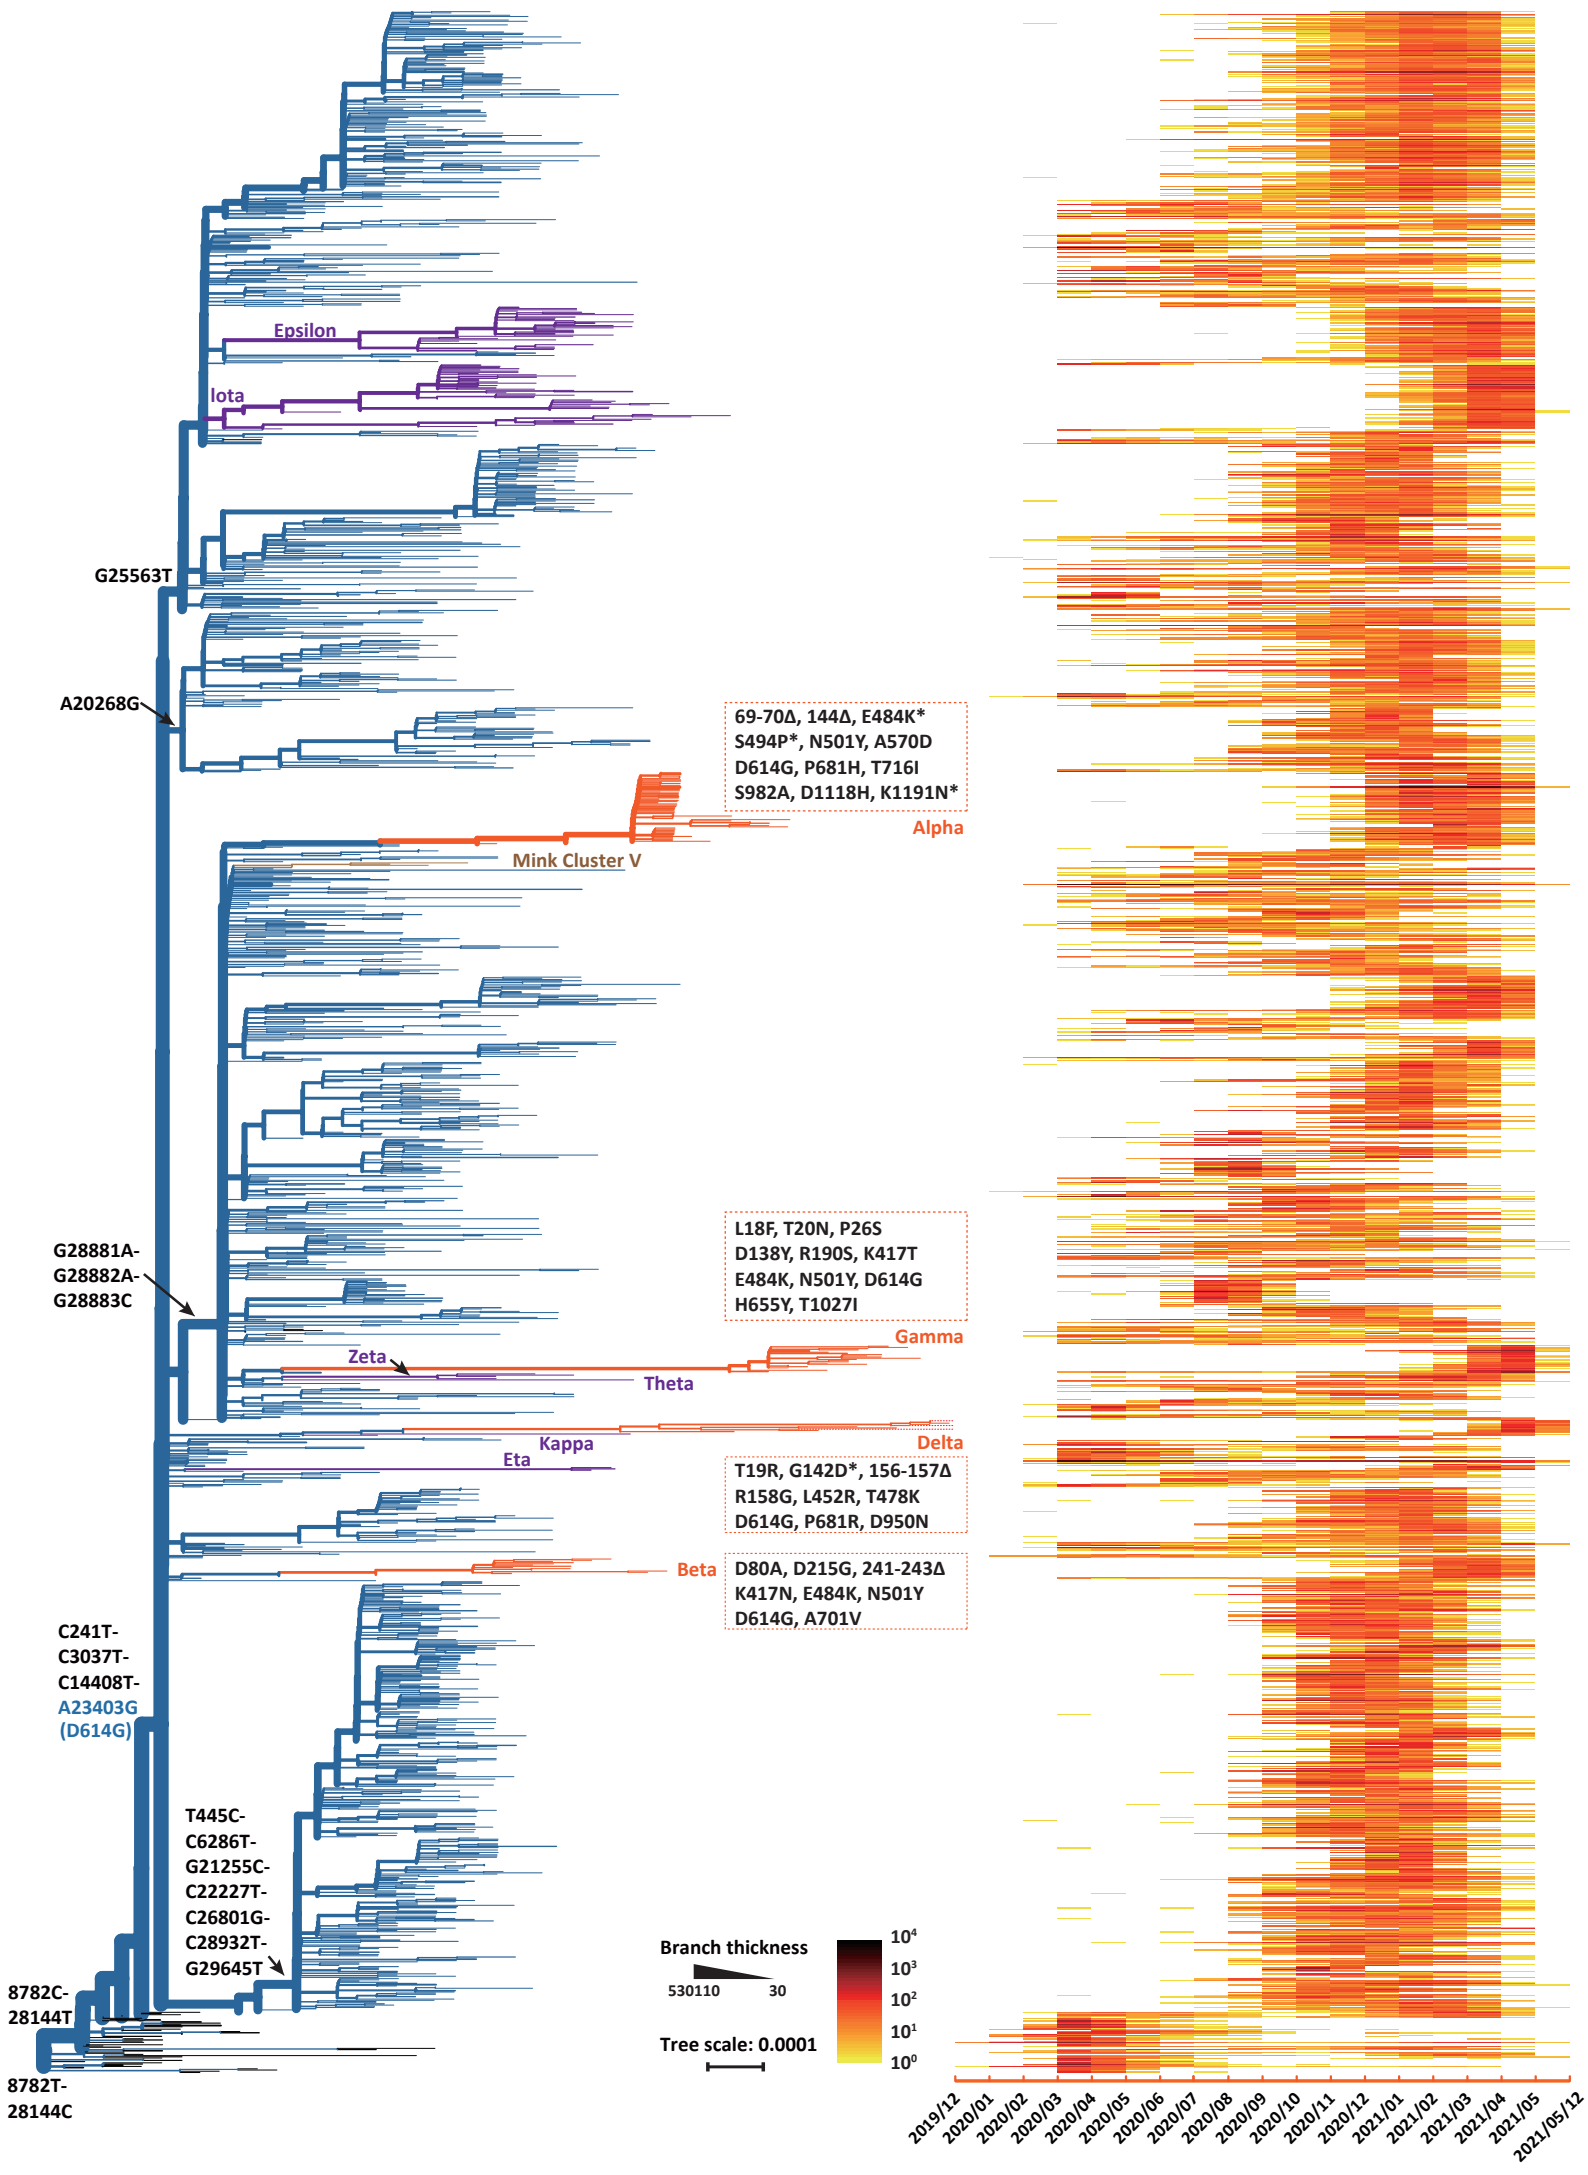 Epsilon
Iota
G25563T
A20268G
69-70Δ, 144Δ, E484K*
S494P*, N501Y, A570D
D614G, P681H, T716I
S982A, D1118H, K1191N*
Alpha
Mink Cluster V
G28881A-
G28882A-
G28883C
L18F, T20N, P26S
D138Y, R190S, K417T
E484K, N501Y, D614G
H655Y, T1027I
Gamma
Zeta
Theta
Kappa
Delta
Eta
T19R, G142D*, 156-157Δ
R158G, L452R, T478K
D614G, P681R, D950N
Beta
D80A, D215G, 241-243Δ
K417N, E484K, N501Y
D614G, A701V
C241T-
C3037T-
C14408T-
A23403G
(D614G)
T445C-
C6286T-
G21255C-
C22227T-
C26801G-
C28932T-
G29645T
8782C-
28144T
8782T-
28144C
Branch thickness
530110 30
Tree scale: 0.0001
10⁴
10³
10²
10¹
10⁰
2019/12
2020/01
2020/02
2020/03
2020/04
2020/05
2020/06
2020/07
2020/08
2020/09
2020/10
2020/11
2020/12
2021/01
2021/02
2021/03
2021/04
2021/05
2021/05/12